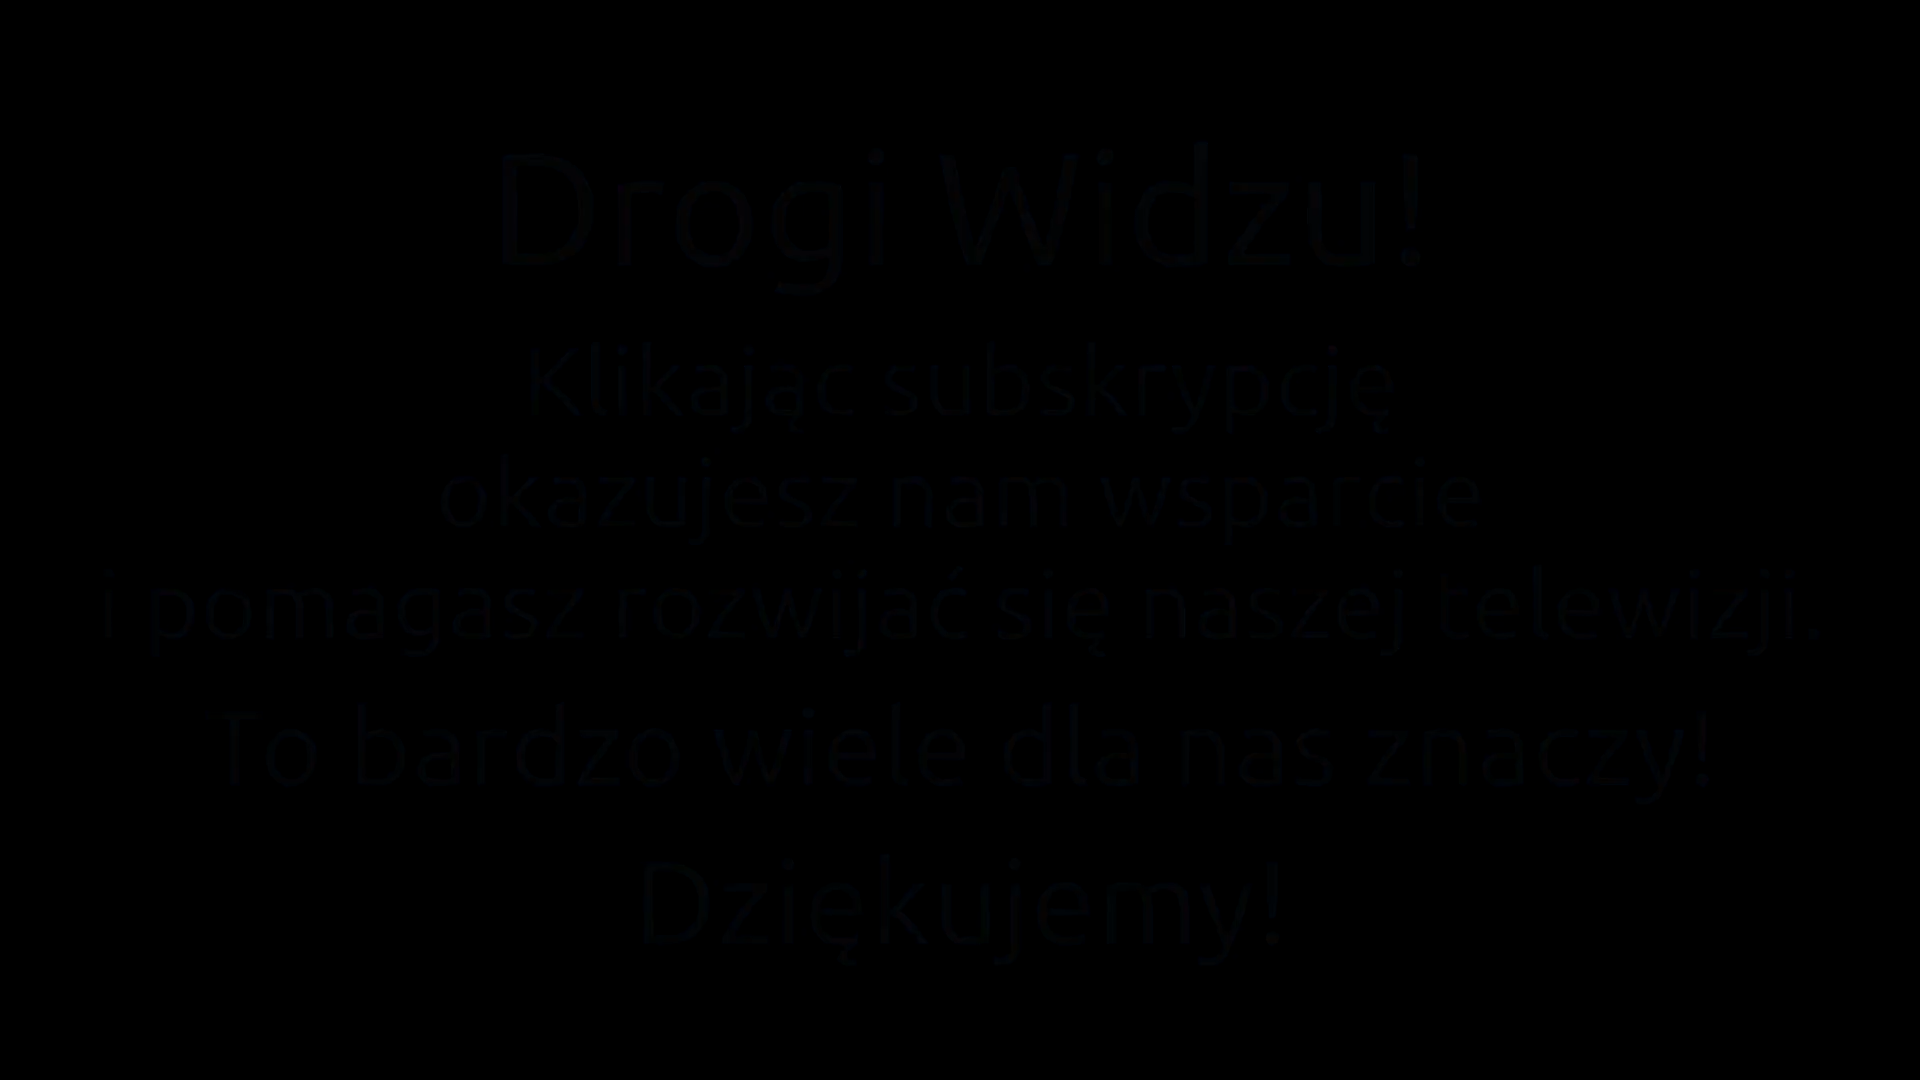 Drogi Widzu!
Klikając subskrypcję
okazujesz nam wsparcie
i pomagasz rozwijać się naszej telewizji.
To bardzo wiele dla nas znaczy!
Dziękujemy!